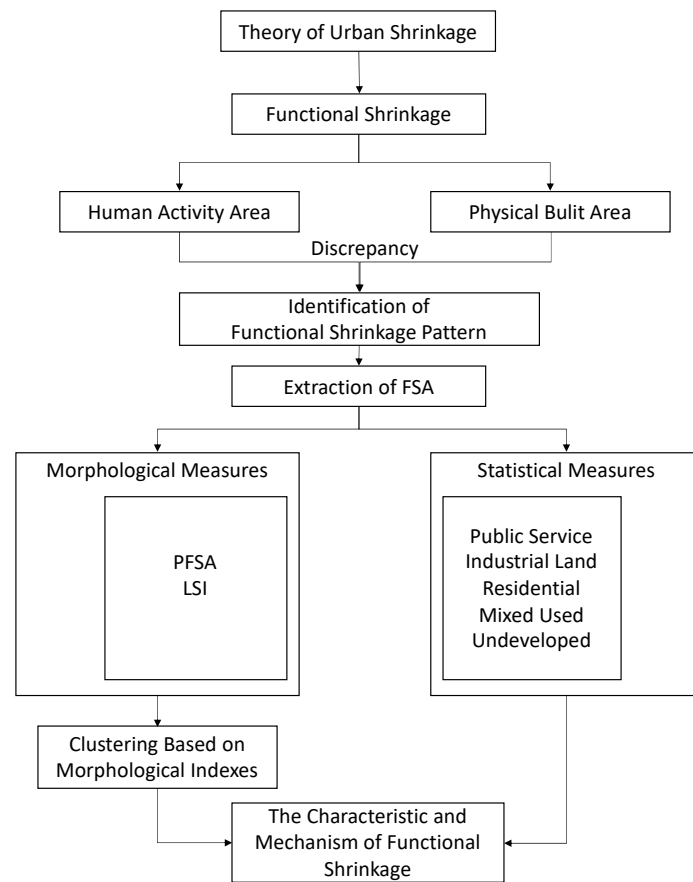 Theory of Urban Shrinkage
Functional Shrinkage
Human Activity Area
Physical Bulit Area
Discrepancy
Identification of
Functional Shrinkage Pattern
Extraction of FSA
Morphological Measures
PFSA
LSI
Statistical Measures
Public Service
Industrial Land
Residential
Mixed Used
Undeveloped
Clustering Based on
Morphological Indexes
The Characteristic and
Mechanism of Functional
Shrinkage